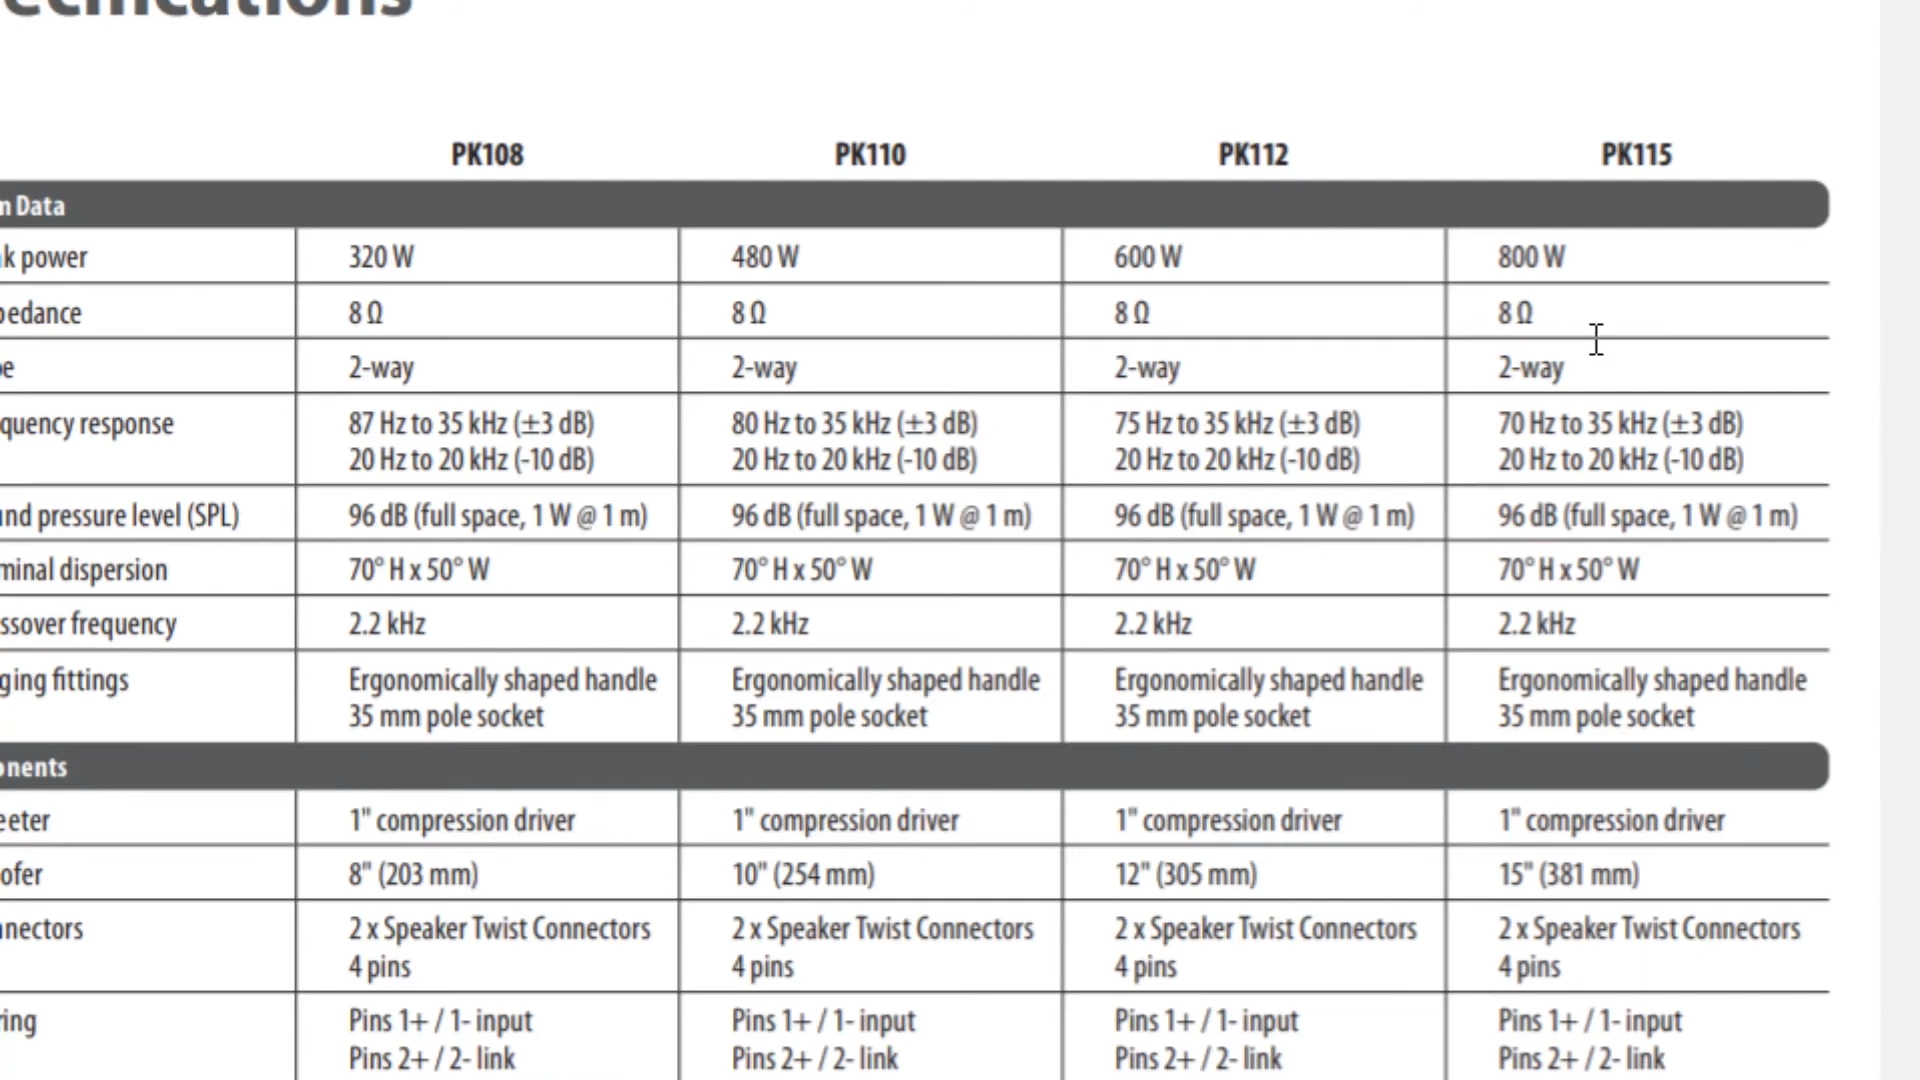 ecifications
PK108 PK110 PK112 PK115
m Data
ak power 320 W 480 W 600 W 800 W
pedance 8 Ω 8 Ω 8 Ω 8 Ω
pe 2-way 2-way 2-way 2-way
quency response 87 Hz to 35 kHz (±3 dB) 80 Hz to 35 kHz (±3 dB) 75 Hz to 35 kHz (±3 dB) 70 Hz to 35 kHz (±3 dB)
20 Hz to 20 kHz (-10 dB) 20 Hz to 20 kHz (-10 dB) 20 Hz to 20 kHz (-10 dB) 20 Hz to 20 kHz (-10 dB)
und pressure level (SPL) 96 dB (full space, 1 W @ 1 m) 96 dB (full space, 1 W @ 1 m) 96 dB (full space, 1 W @ 1 m) 96 dB (full space, 1 W @ 1 m)
minal dispersion 70° H x 50° W 70° H x 50° W 70° H x 50° W 70° H x 50° W
ssover frequency 2.2 kHz 2.2 kHz 2.2 kHz 2.2 kHz
ging fittings Ergonomically shaped handle Ergonomically shaped handle Ergonomically shaped handle Ergonomically shaped handle
35 mm pole socket 35 mm pole socket 35 mm pole socket 35 mm pole socket
onents
eeter 1" compression driver 1" compression driver 1" compression driver 1" compression driver
ofer 8" (203 mm) 10" (254 mm) 12" (305 mm) 15" (381 mm)
nnectors 2 x Speaker Twist Connectors 2 x Speaker Twist Connectors 2 x Speaker Twist Connectors 2 x Speaker Twist Connectors
4 pins 4 pins 4 pins 4 pins
ring Pins 1+ / 1- input Pins 1+ / 1- input Pins 1+ / 1- input Pins 1+ / 1- input
Pins 2+ / 2- link Pins 2+ / 2- link Pins 2+ / 2- link Pins 2+ / 2- link